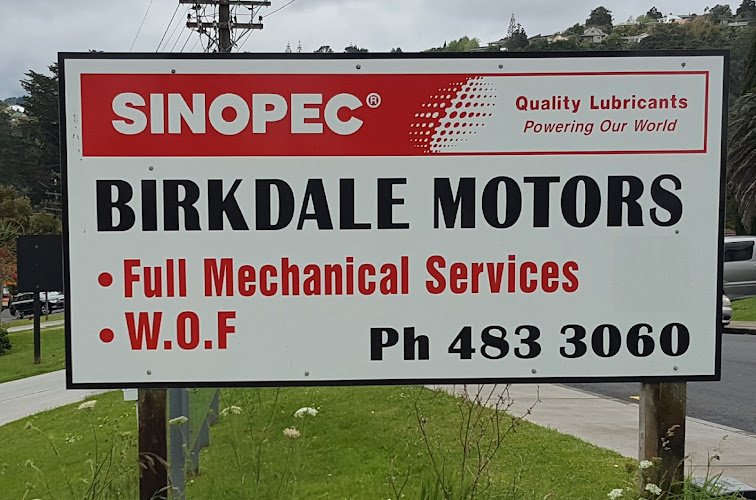 SINOPEC®
Quality Lubricants
Powering Our World
BIRKDALE MOTORS
• Full Mechanical Services
• W.O.F
Ph 483 3060